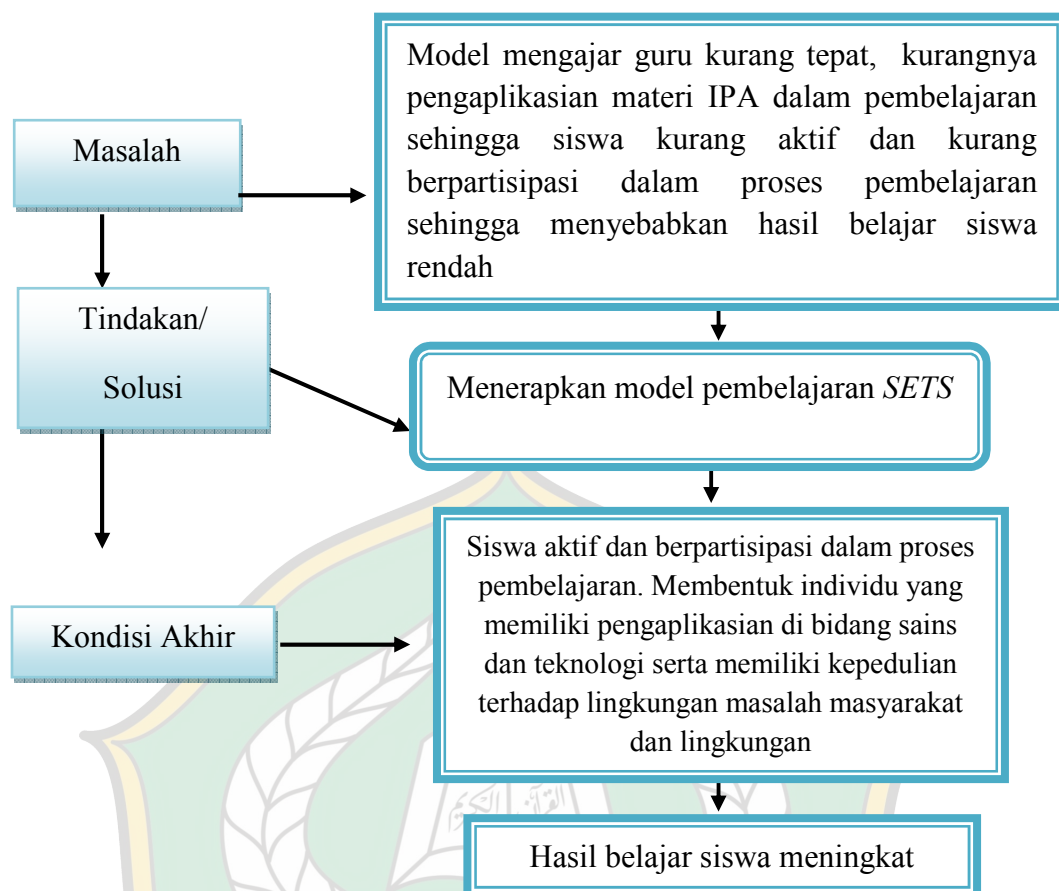 Masalah
Model mengajar guru kurang tepat, kurangnya
pengaplikasian materi IPA dalam pembelajaran
sehingga siswa kurang aktif dan kurang
berpartisipasi dalam proses pembelajaran
sehingga menyebabkan hasil belajar siswa
rendah
Tindakan/
Solusi
Menerapkan model pembelajaran SETS
Kondisi Akhir
Siswa aktif dan berpartisipasi dalam proses
pembelajaran. Membentuk individu yang
memiliki pengaplikasian di bidang sains
dan teknologi serta memiliki kepedulian
terhadap lingkungan masalah masyarakat
dan lingkungan
القرآن الكريم
Hasil belajar siswa meningkat